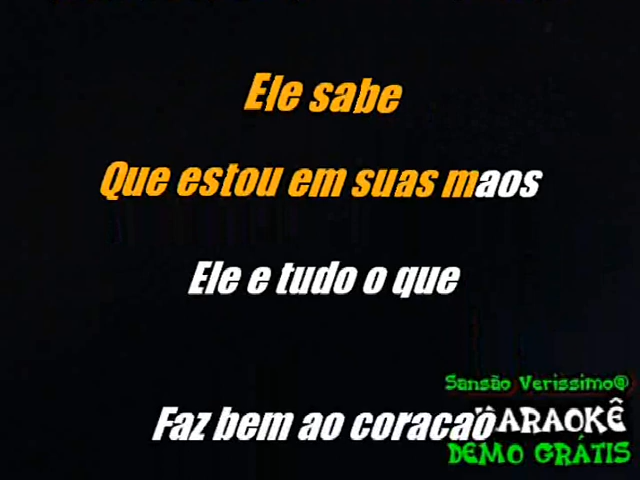 Ele sabe
Que estou em suas maos
Ele e tudo o que
Sansão Verissimo@
Faz bem ao coracao
KARAOKÊ
DEMO GRÁTIS